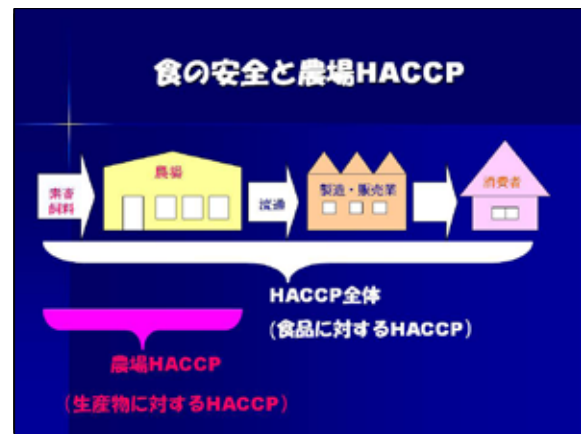 食の安全と農場HACCP
素畜
飼料
農場
流通
製造・販売業
消費者
HACCP全体
(食品に対するHACCP)
農場HACCP
(生産物に対するHACCP)